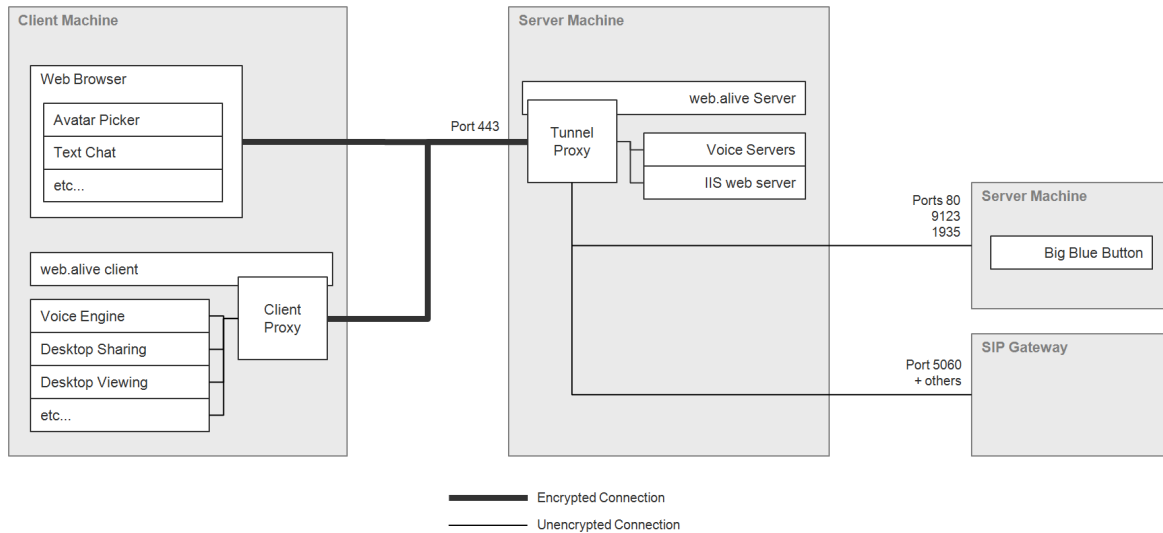 Client Machine
Web Browser
Avatar Picker
Text Chat
etc...
web.alive client
Client
Proxy
Voice Engine
Desktop Sharing
Desktop Viewing
etc...
Port 443
Server Machine
web.alive Server
Tunnel
Proxy
Voice Servers
IIS web server
Ports 80
9123
1935
Server Machine
Big Blue Button
Port 5060
+ others
SIP Gateway
Encrypted Connection
Unencrypted Connection